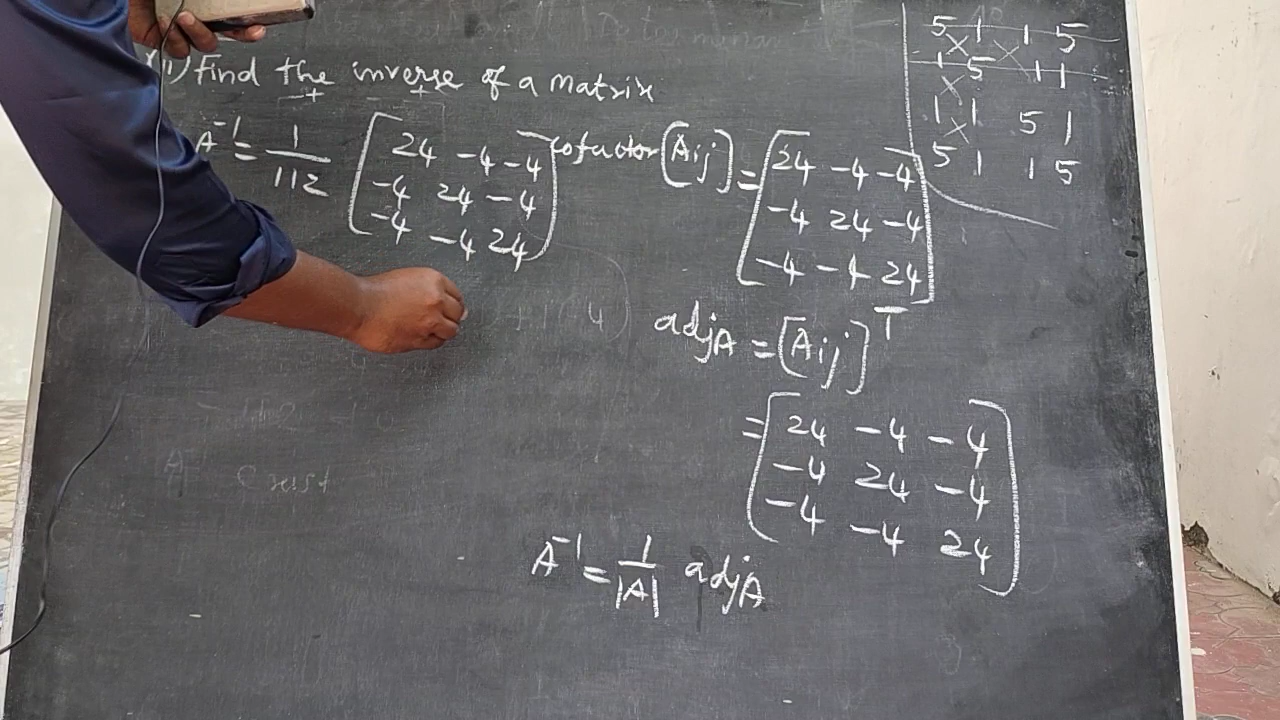 1) Find the inverse of a matrix
A⁻¹ = 1/112 [24 -4 -4
-4 24 -4
-4 -4 24]
cofactor [Aij] = [24 -4 -4
-4 24 -4
-4 -4 24]
adjA = [Aij]ᵀ
= [24 -4 -4
-4 24 -4
-4 -4 24]
A⁻¹ = 1/|A| adjA
5 1 1 5
1 5 1 1
1 1 5 1
5 1 1 5